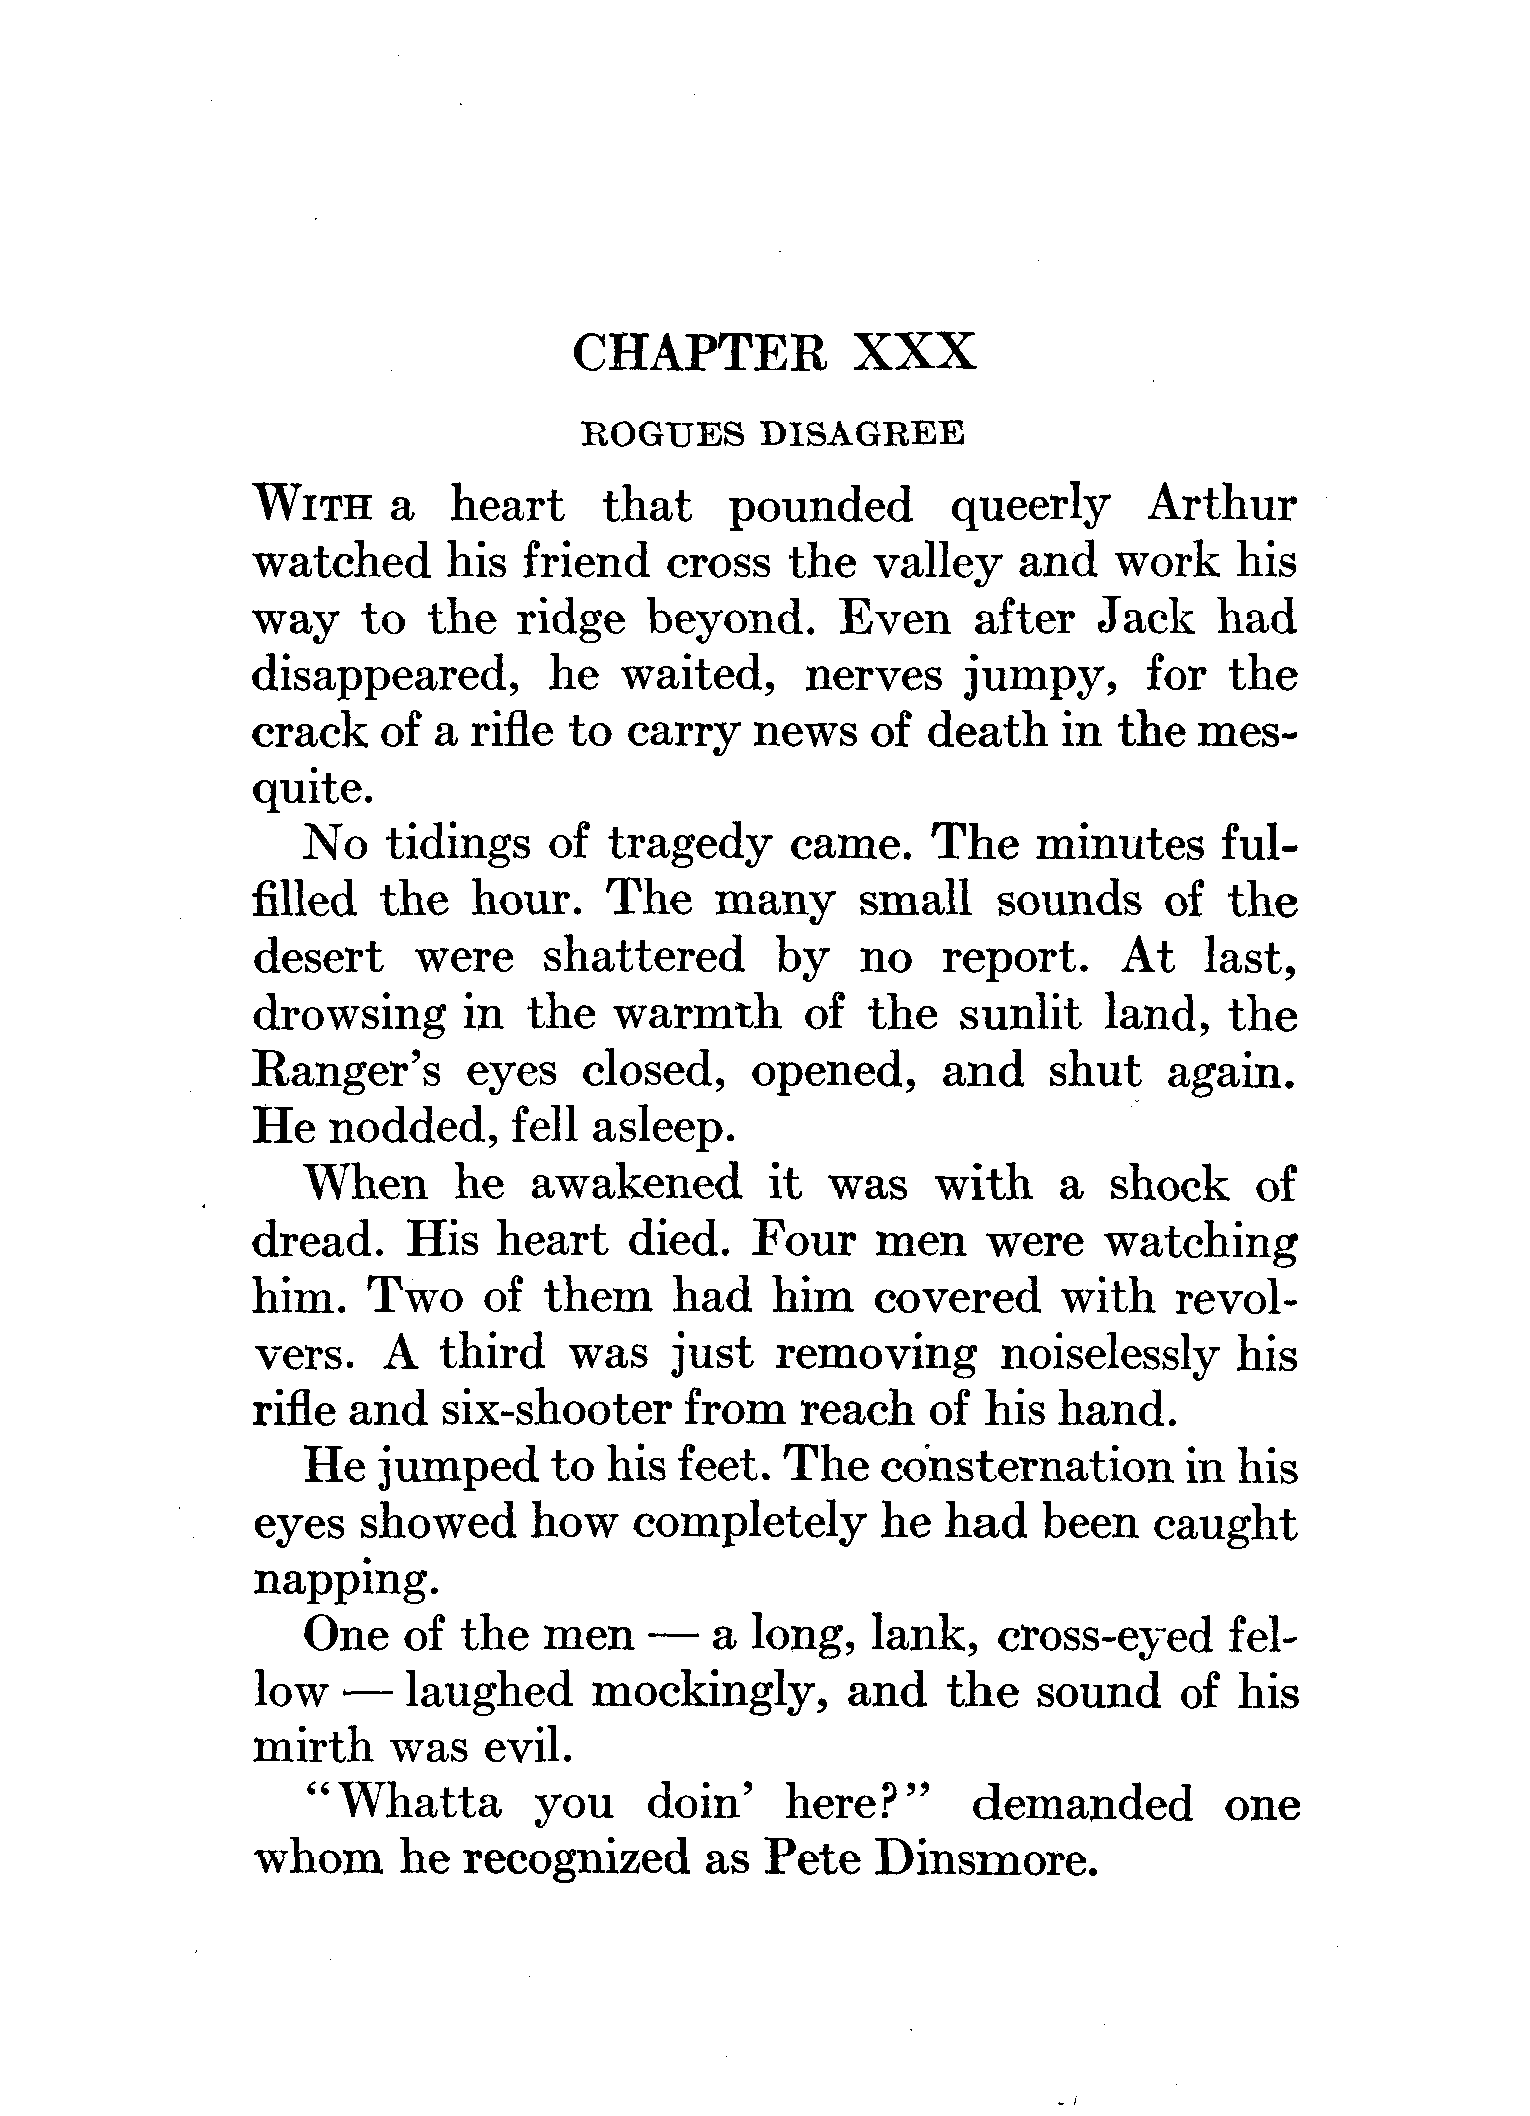 CHAPTER XXX
ROGUES DISAGREE
WITH a heart that pounded queerly Arthur
watched his friend cross the valley and work his
way to the ridge beyond. Even after Jack had
disappeared, he waited, nerves jumpy, for the
crack of a rifle to carry news of death in the mes-
quite.
No tidings of tragedy came. The minutes ful-
filled the hour. The many small sounds of the
desert were shattered by no report. At last,
drowsing in the warmth of the sunlit land, the
Ranger's eyes closed, opened, and shut again.
He nodded, fell asleep.
When he awakened it was with a shock of
dread. His heart died. Four men were watching
him. Two of them had him covered with revol-
vers. A third was just removing noiselessly his
rifle and six-shooter from reach of his hand.
He jumped to his feet. The consternation in his
eyes showed how completely he had been caught
napping.
One of the men — a long, lank, cross-eyed fel-
low — laughed mockingly, and the sound of his
mirth was evil.
"Whatta you doin' here?" demanded one
whom he recognized as Pete Dinsmore.